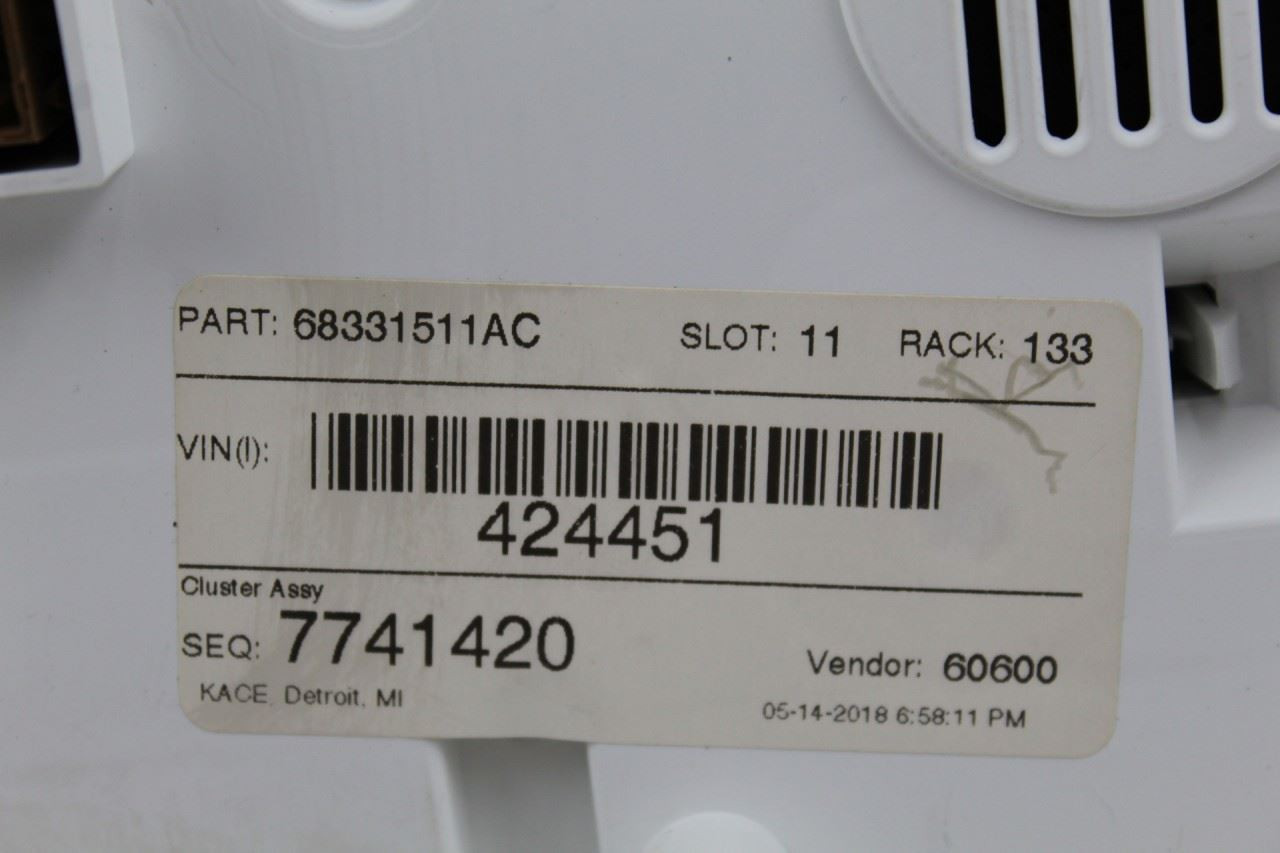 PART: 68331511AC SLOT: 11 RACK: 133
VIN(I):
424451
Cluster Assy
SEQ: 7741420 Vendor: 60600
KACE, Detroit, MI 05-14-2018 6:58:11 PM